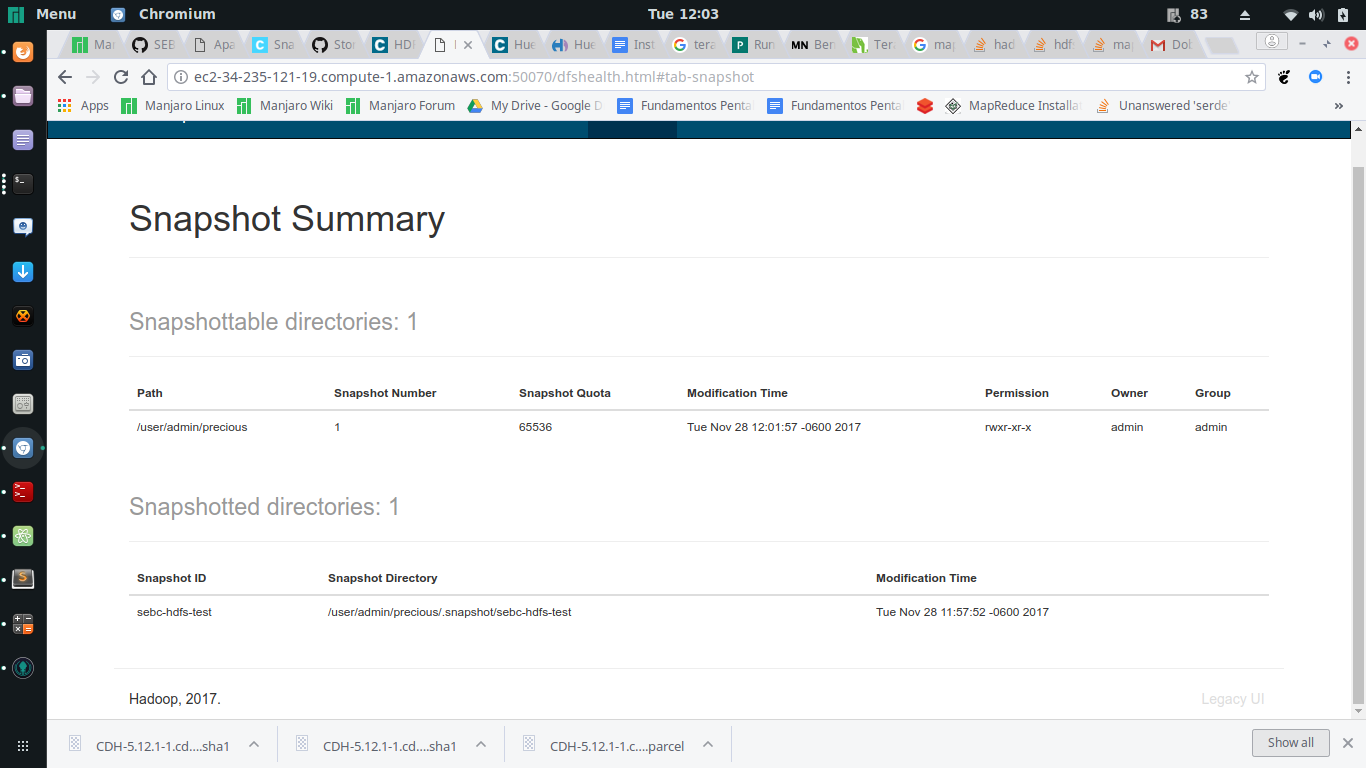 Menu Chromium Tue 12:03 83
Mar SEB Apa Sna Stor HDF Hue Hue Inst tera Run MN Ben Ter map had hdfs map Dob
ec2-34-235-121-19.compute-1.amazonaws.com:50070/dfshealth.html#tab-snapshot
Apps Manjaro Linux Manjaro Wiki Manjaro Forum My Drive - Google D Fundamentos Penta Fundamentos Penta MapReduce Installa Unanswered 'serde' »
Snapshot Summary
Snapshottable directories: 1
Path Snapshot Number Snapshot Quota Modification Time Permission Owner Group
/user/admin/precious 1 65536 Tue Nov 28 12:01:57 -0600 2017 rwxr-xr-x admin admin
Snapshotted directories: 1
Snapshot ID Snapshot Directory Modification Time
sebc-hdfs-test /user/admin/precious/.snapshot/sebc-hdfs-test Tue Nov 28 11:57:52 -0600 2017
Hadoop, 2017. Legacy UI
CDH-5.12.1-1.cd....sha1 CDH-5.12.1-1.cd....sha1 CDH-5.12.1-1.c....parcel Show all